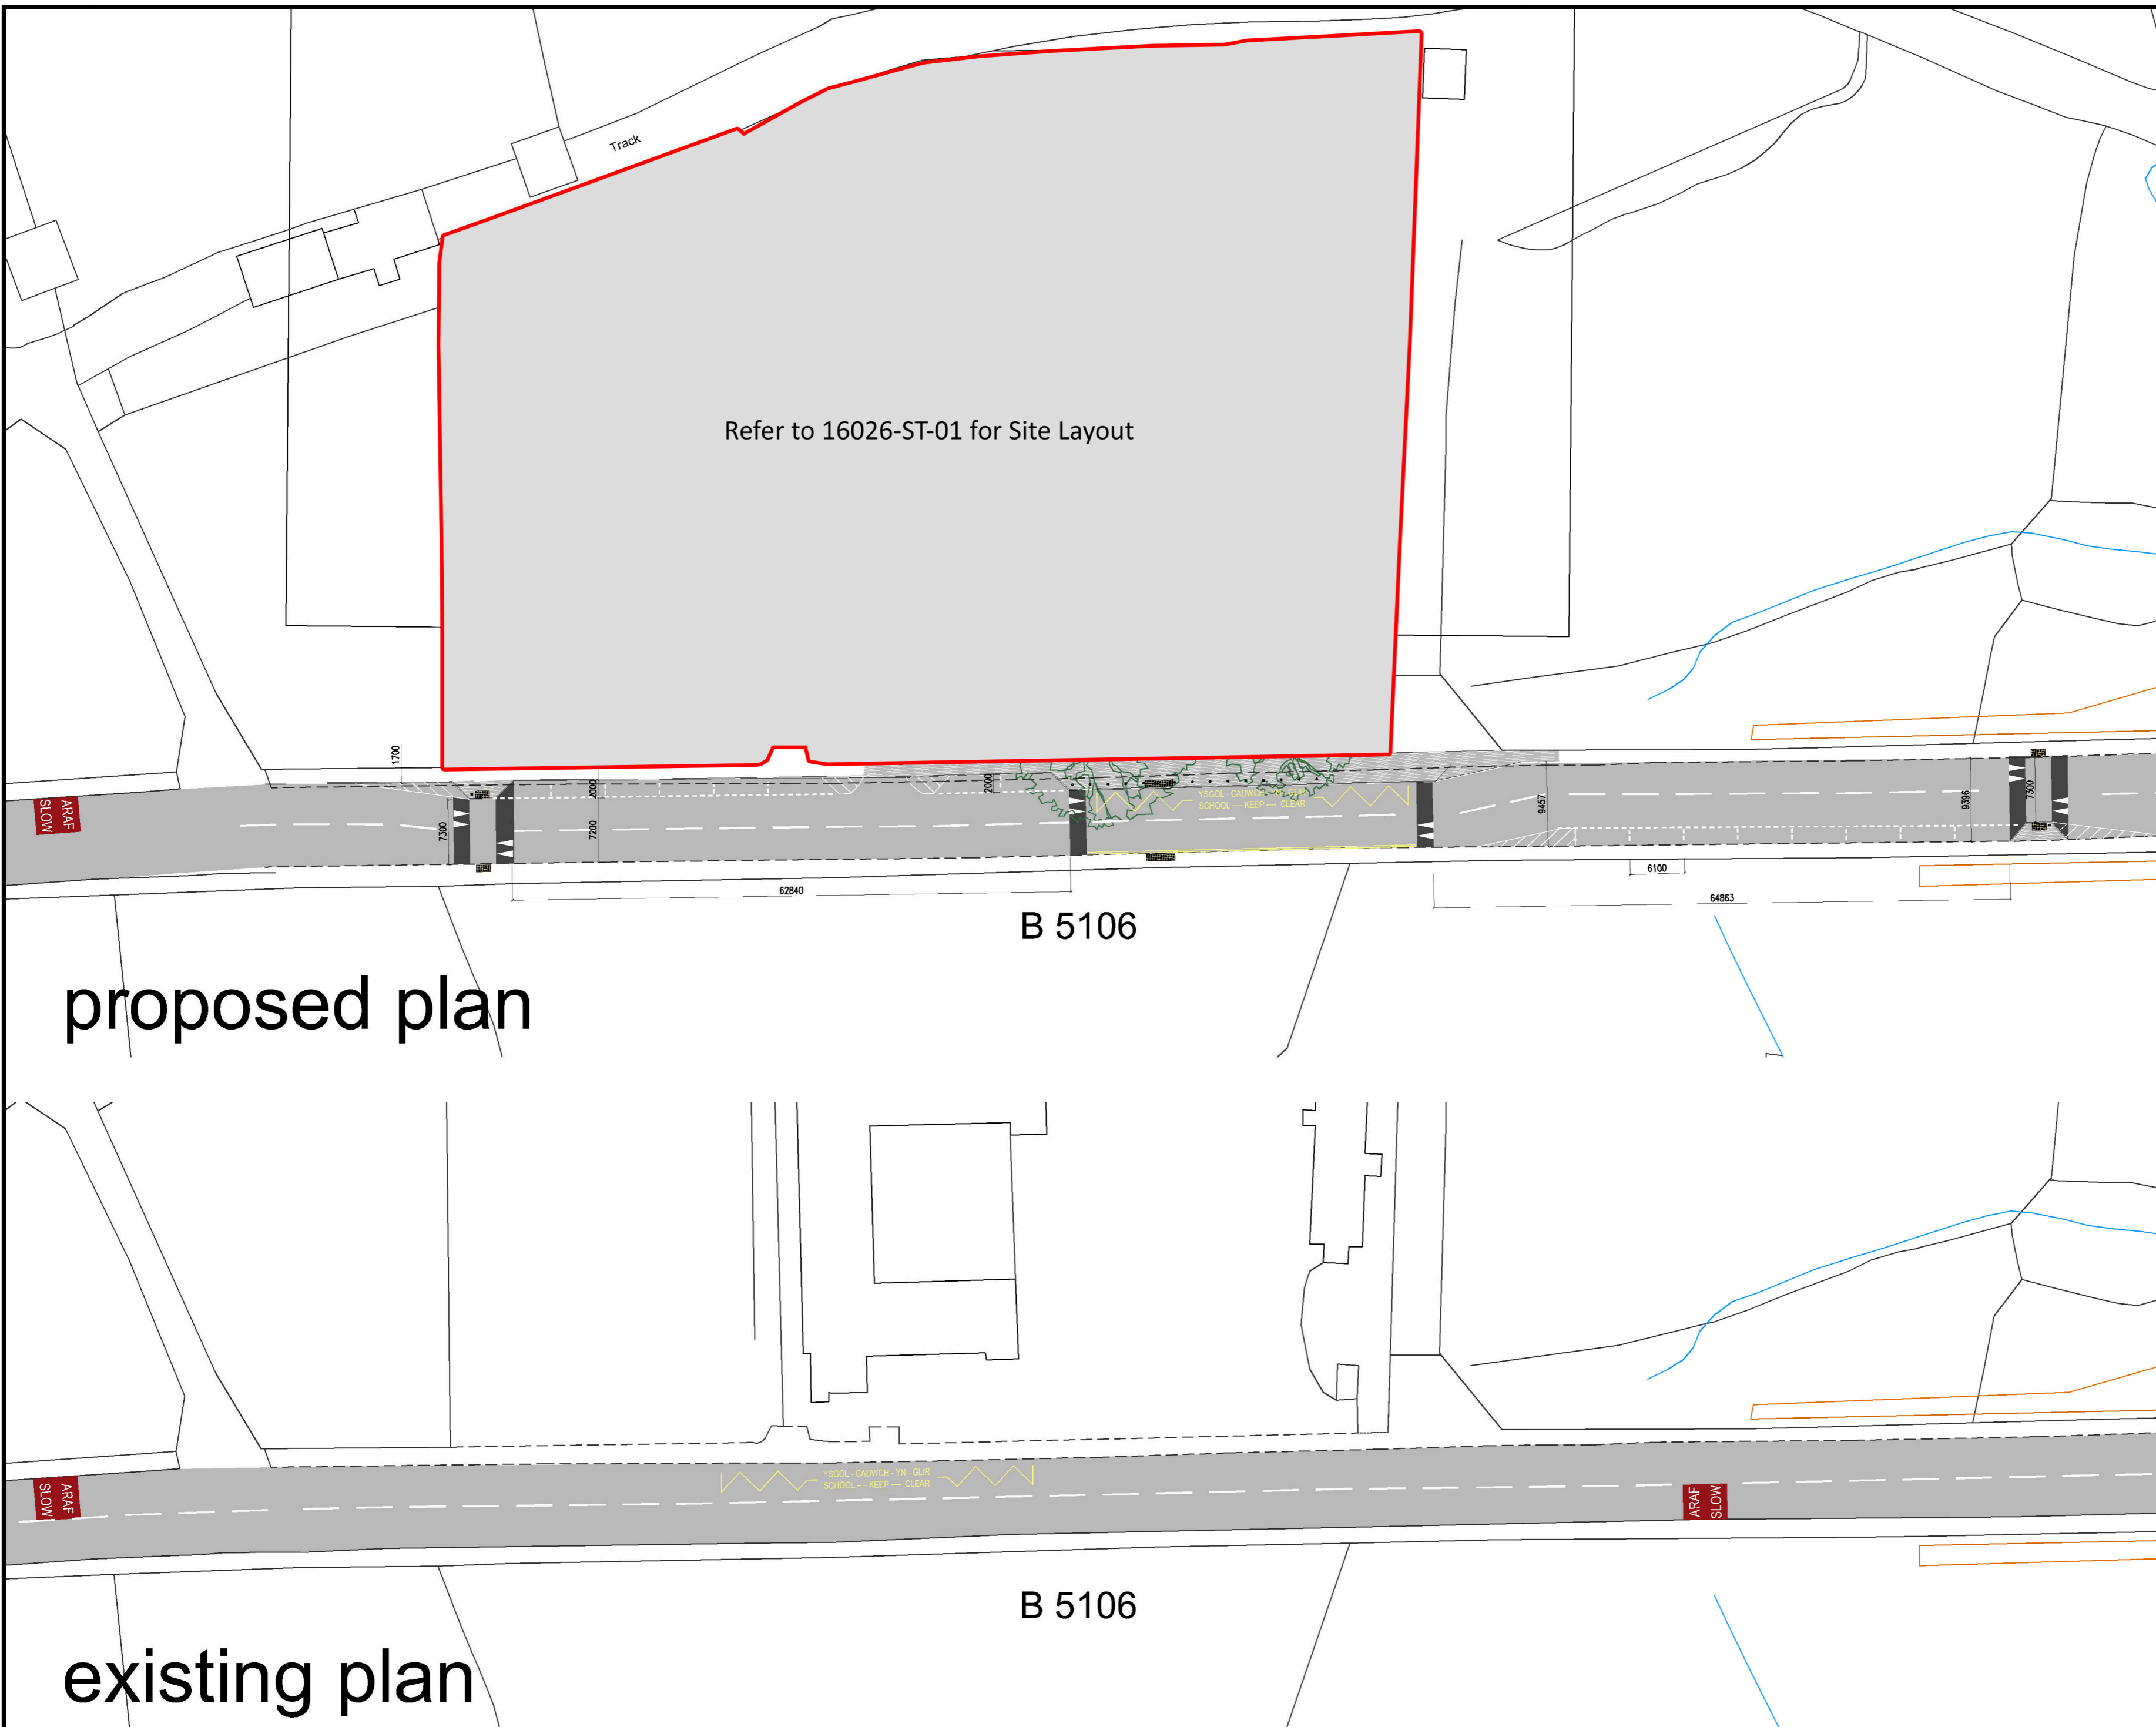 Track
Refer to 16026-ST-01 for Site Layout
1700
ARAF
SLOW
7300
2000
7200
2000
YSGOL - CADWCH - YN - GLIR
SCHOOL — KEEP — CLEAR
9457
9396
7300
62840
6100
64863
B 5106
proposed plan
YSGOL - CADWCH - YN - GLIR
SCHOOL — KEEP — CLEAR
ARAF
SLOW
ARAF
SLOW
B 5106
existing plan